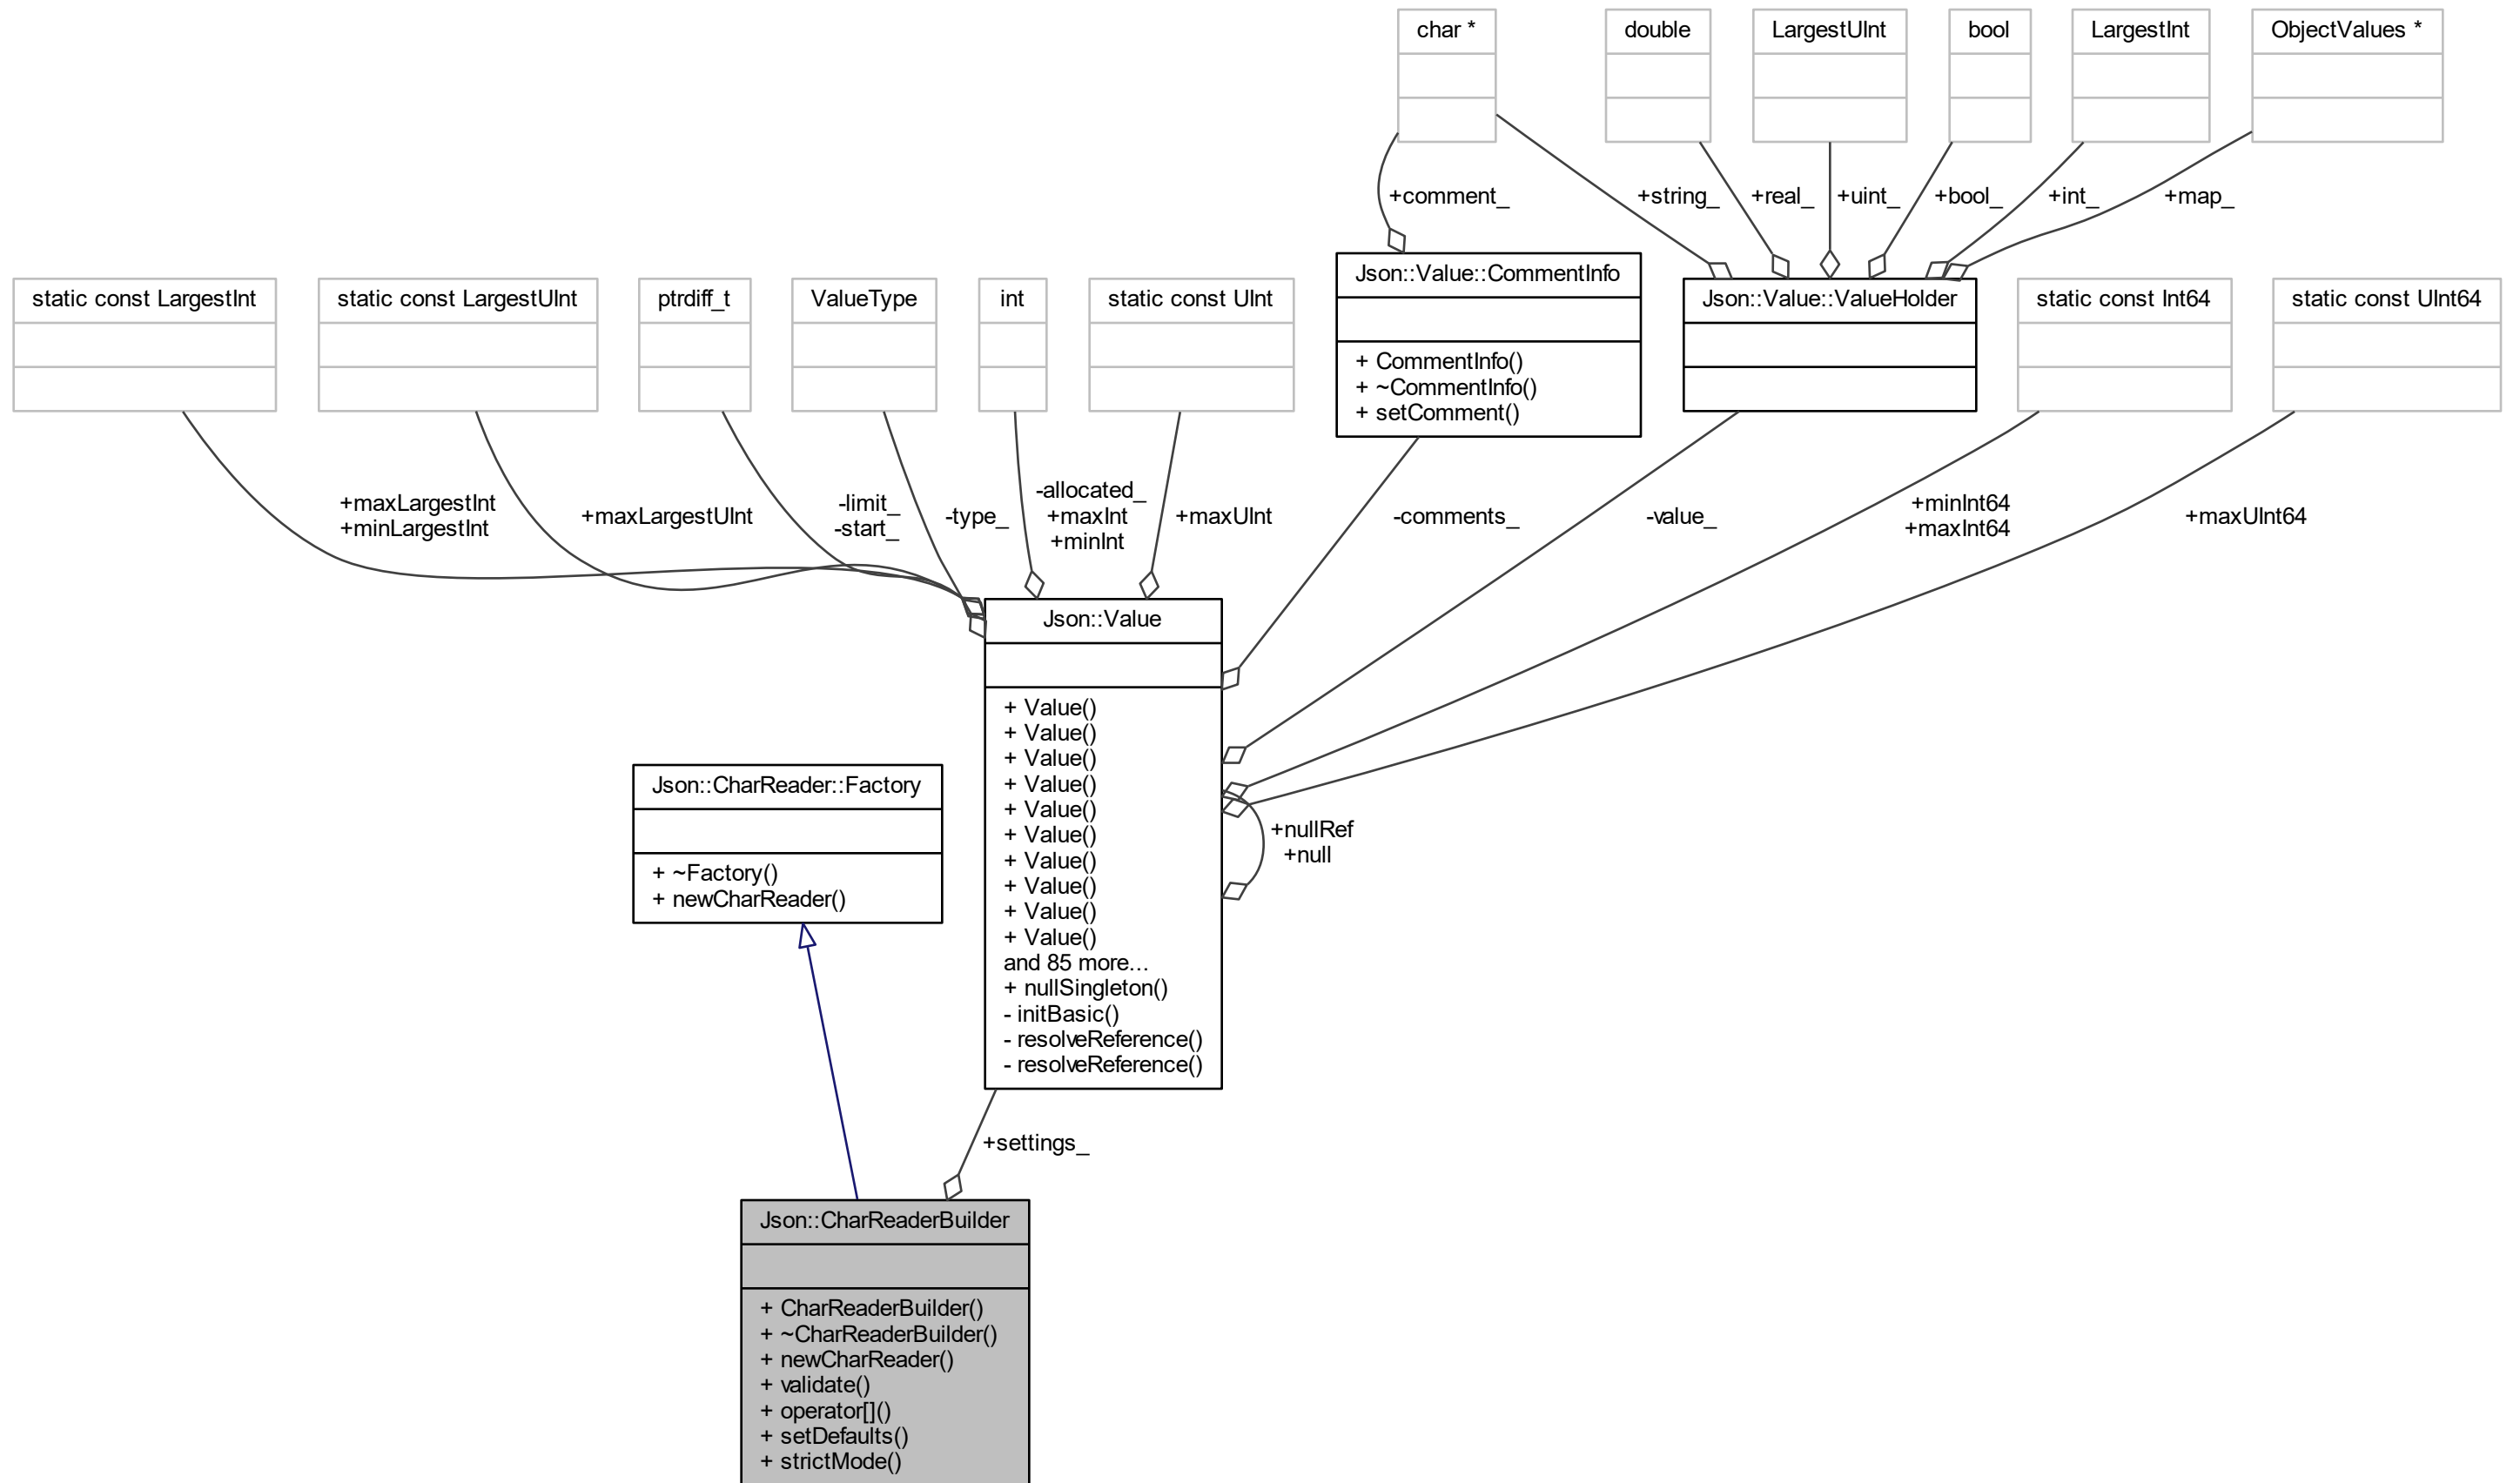 char *
double
LargestUInt
bool
LargestInt
ObjectValues *
+comment_
+string_
+real_
+uint_
+bool_
+int_
+map_
static const LargestInt
static const LargestUInt
ptrdiff_t
ValueType
int
static const UInt
Json::Value::CommentInfo
+ CommentInfo()
+ ~CommentInfo()
+ setComment()
Json::Value::ValueHolder
static const Int64
static const UInt64
+maxLargestInt
+minLargestInt
+maxLargestUInt
-limit_
-start_
-type_
-allocated_
+maxInt
+minInt
+maxUInt
-comments_
-value_
+minInt64
+maxInt64
+maxUInt64
Json::Value
+ Value()
+ Value()
+ Value()
+ Value()
+ Value()
+ Value()
+ Value()
+ Value()
+ Value()
+ Value()
and 85 more...
+ nullSingleton()
- initBasic()
- resolveReference()
- resolveReference()
+nullRef
+null
Json::CharReader::Factory
+ ~Factory()
+ newCharReader()
+settings_
Json::CharReaderBuilder
+ CharReaderBuilder()
+ ~CharReaderBuilder()
+ newCharReader()
+ validate()
+ operator[]()
+ setDefaults()
+ strictMode()